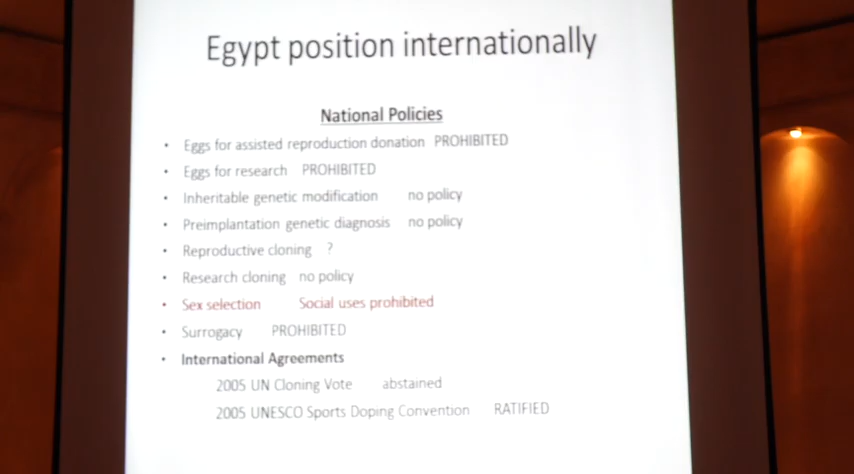 Egypt position internationally
National Policies
• Eggs for assisted reproduction donation PROHIBITED
• Eggs for research PROHIBITED
• Inheritable genetic modification no policy
• Preimplantation genetic diagnosis no policy
• Reproductive cloning ?
• Research cloning no policy
• Sex selection Social uses prohibited
• Surrogacy PROHIBITED
• International Agreements
2005 UN Cloning Vote abstained
2005 UNESCO Sports Doping Convention RATIFIED